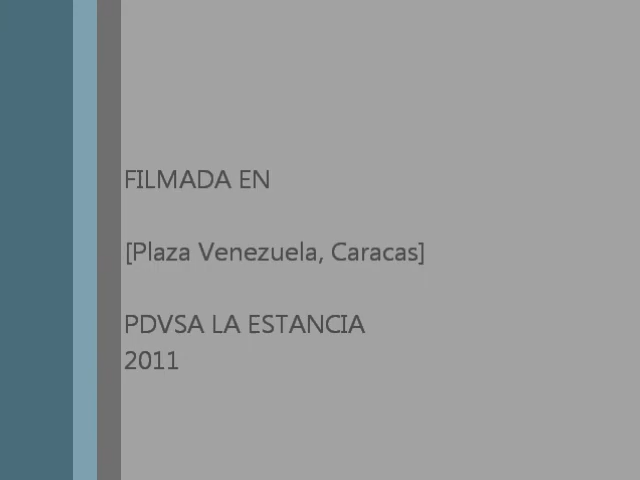 FILMADA EN
[Plaza Venezuela, Caracas]
PDVSA LA ESTANCIA
2011